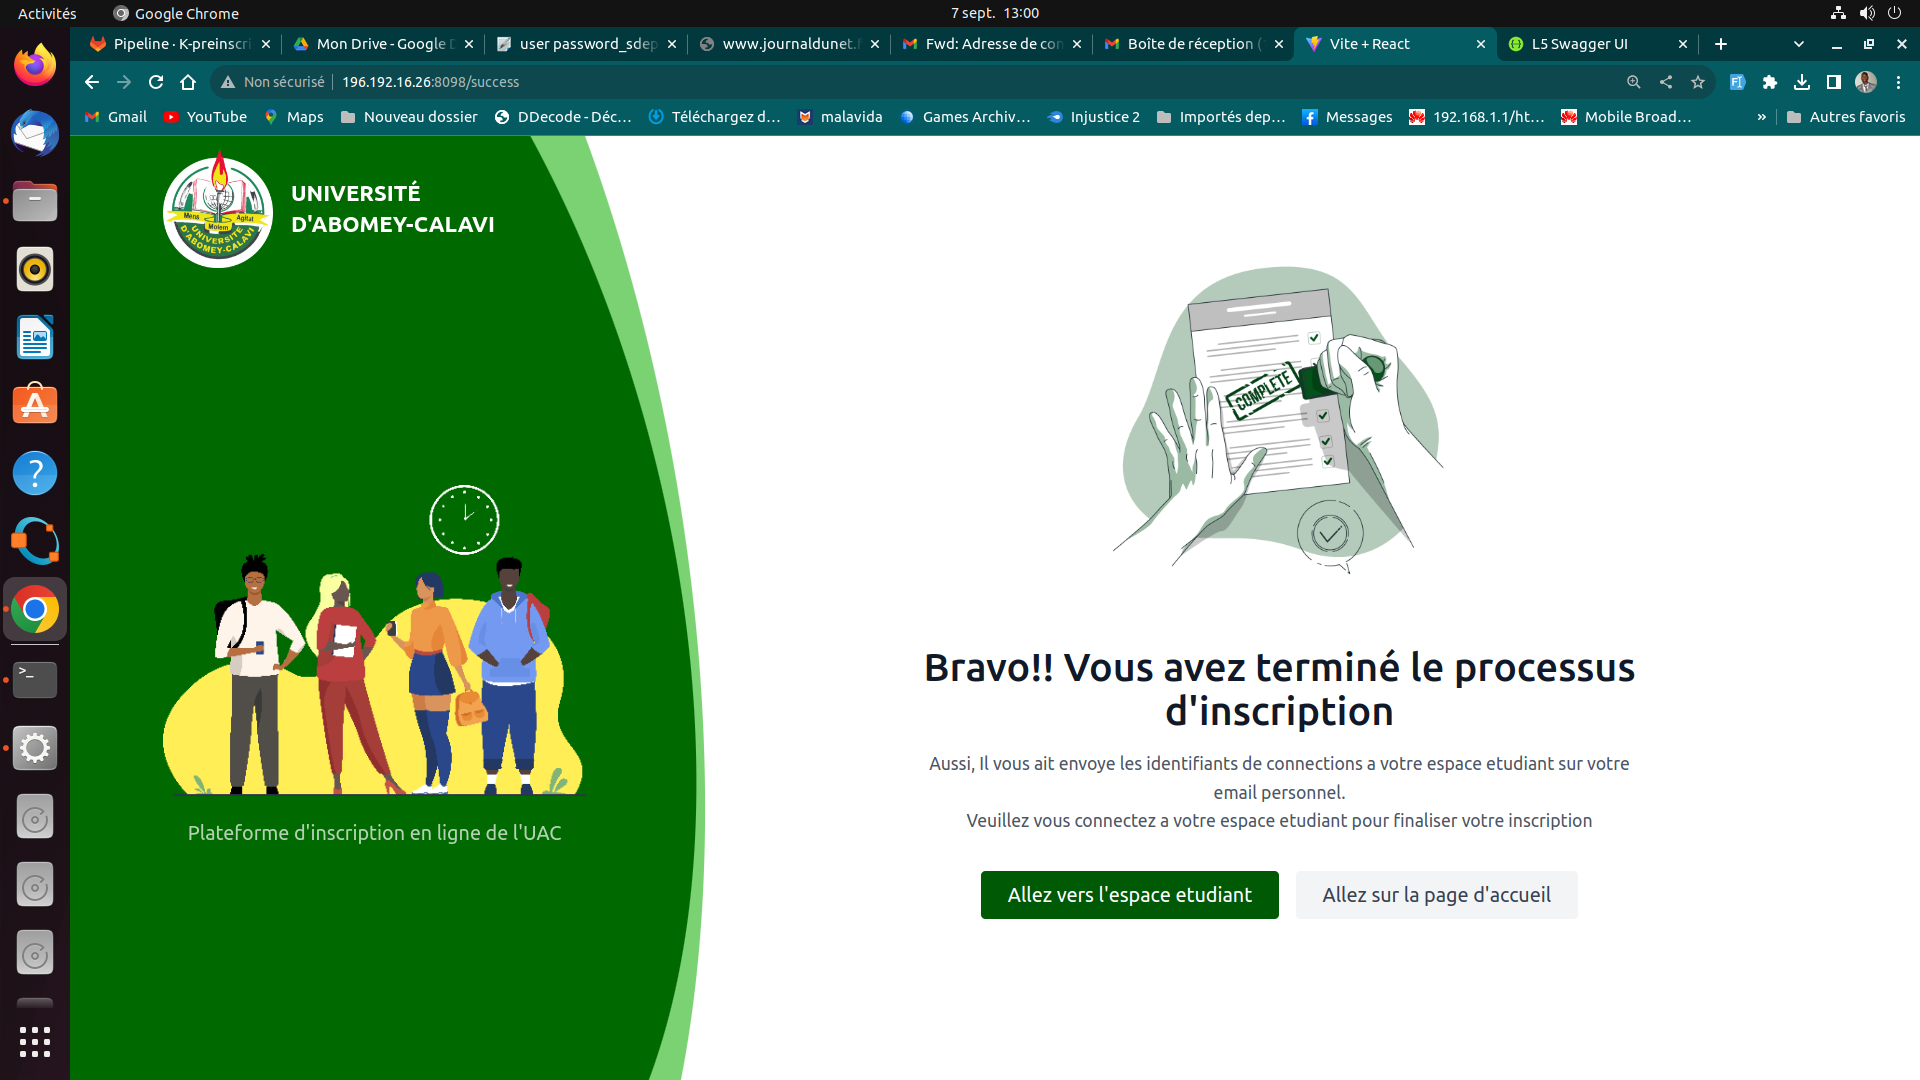 Activités
Google Chrome
7 sept. 13:00
Pipeline · K-preinscri
Mon Drive - Google D
user password_sdep
www.journaldunet.f
Fwd: Adresse de con
Boîte de réception (
Vite + React
L5 Swagger UI
Non sécurisé
196.192.16.26:8098/success
Gmail
YouTube
Maps
Nouveau dossier
DDecode - Déc...
Téléchargez d...
malavida
Games Archiv...
Injustice 2
Importés dep...
Messages
192.168.1.1/ht...
Mobile Broad...
»
Autres favoris
Mens Agitat
Molem
UNIVERSITÉ
D'ABOMEY-CALAVI
UNIVERSITÉ
D'ABOMEY-CALAVI
COMPLETE
Plateforme d'inscription en ligne de l'UAC
Bravo!! Vous avez terminé le processus
d'inscription
Aussi, Il vous ait envoye les identifiants de connections a votre espace etudiant sur votre
email personnel.
Veuillez vous connectez a votre espace etudiant pour finaliser votre inscription
Allez vers l'espace etudiant
Allez sur la page d'accueil